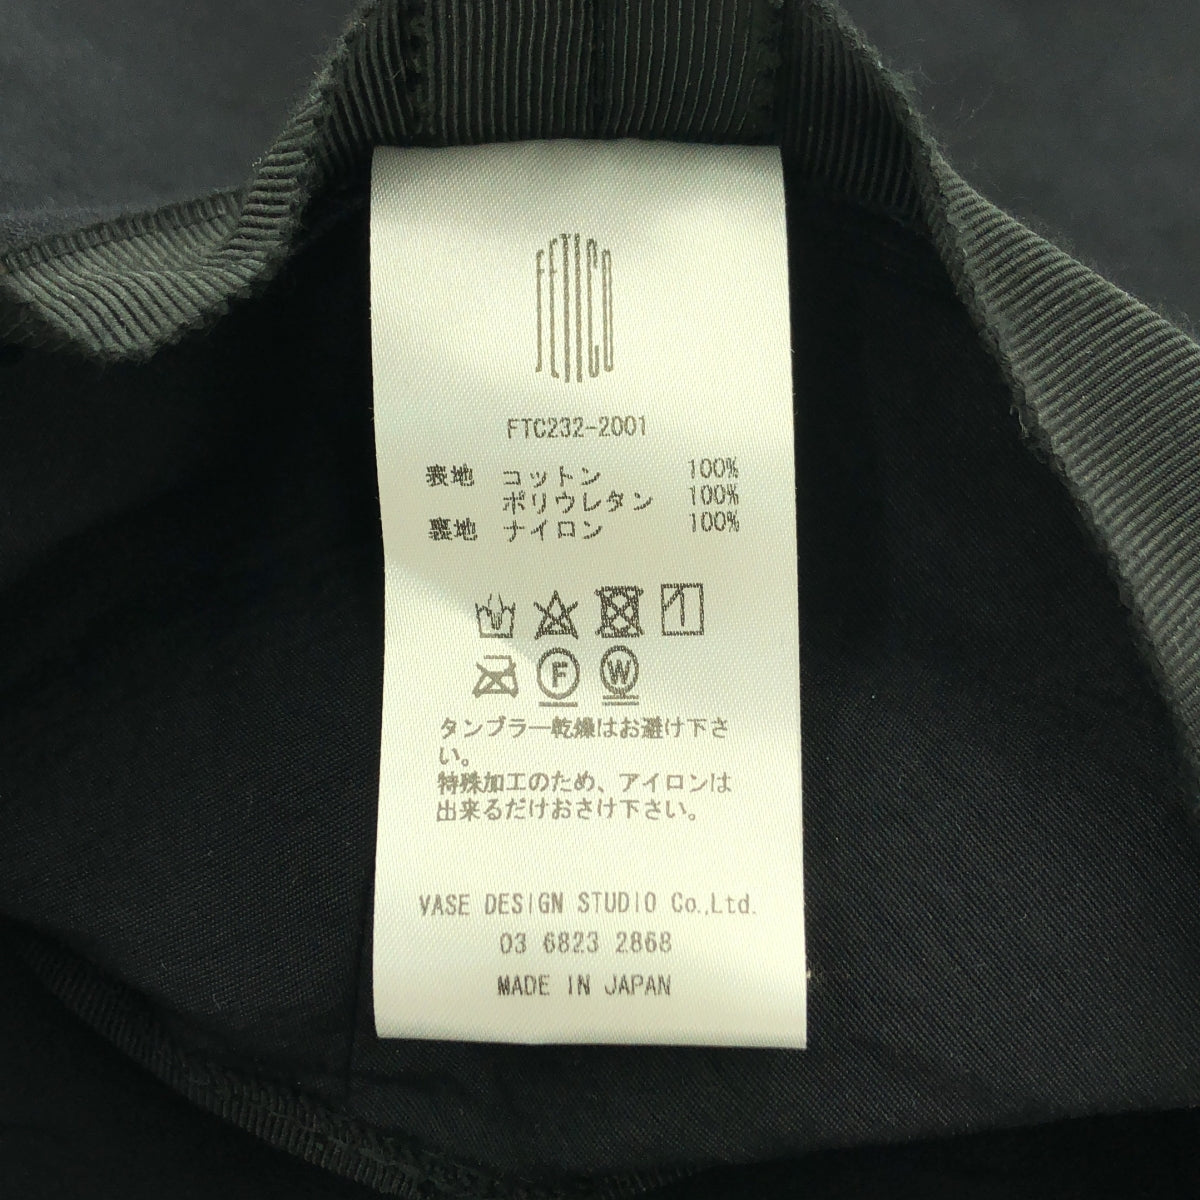 FETICO
FTC232-2001
表地 コットン 100%
ポリウレタン 100%
裏地 ナイロン 100%
F W
タンブラー乾燥はお避け下さ
い。
特殊加工のため、アイロンは
出来るだけおさけ下さい。
VASE DESIGN STUDIO Co.,Ltd.
03 6823 2868
MADE IN JAPAN